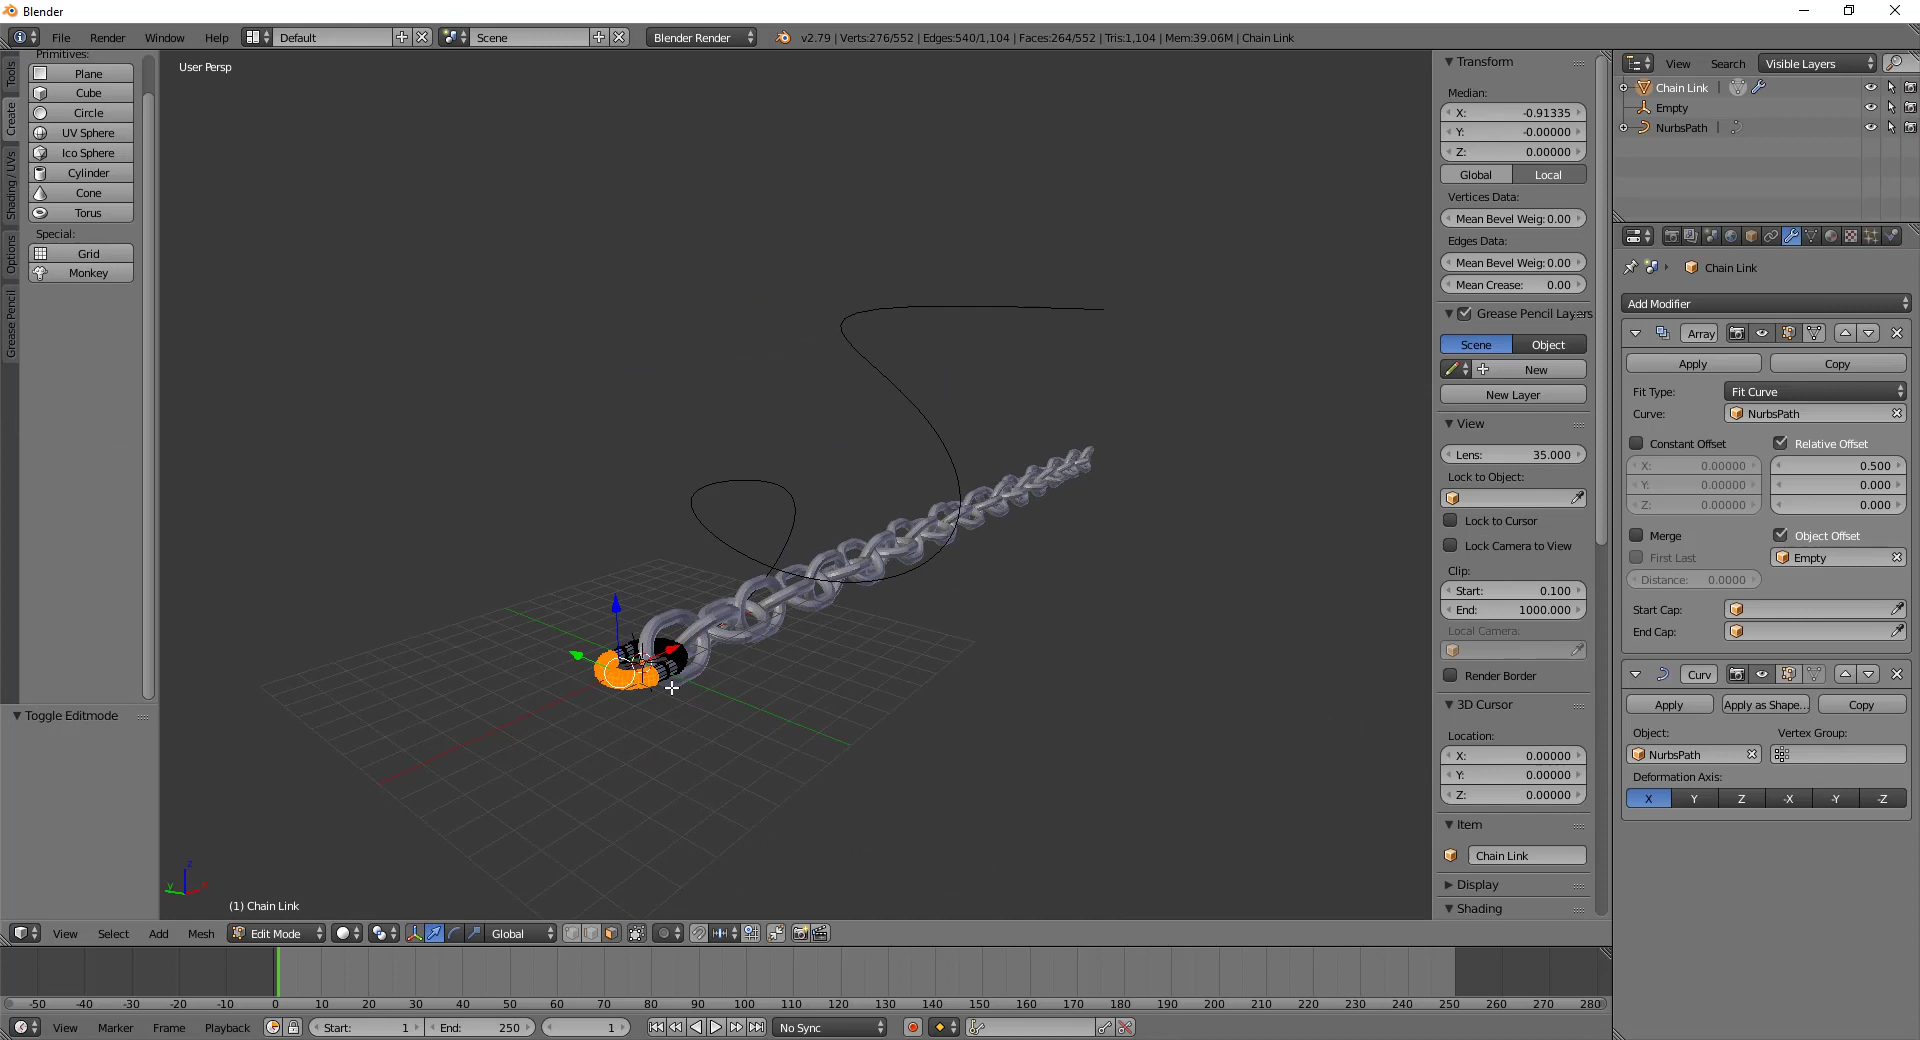 Blender
File Render Window Help Default Scene Blender Render v2.79 | Verts:276/552 | Edges:540/1,104 | Faces:264/552 | Tris:1,104 | Mem:39.06M | Chain Link
Tools
Create
Shading / UVs
Options
Grease Pencil
Primitives:
Plane
Cube
Circle
UV Sphere
Ico Sphere
Cylinder
Cone
Torus
Special:
Grid
Monkey
Toggle Editmode
User Persp
z
y
x
(1) Chain Link
Transform
Median:
X: -0.91335
Y: -0.00000
Z: 0.00000
Global Local
Vertices Data:
Mean Bevel Weig: 0.00
Edges Data:
Mean Bevel Weig: 0.00
Mean Crease: 0.00
Grease Pencil Layers
Scene Object
New
New Layer
View
Lens: 35.000
Lock to Object:
Lock to Cursor
Lock Camera to View
Clip:
Start: 0.100
End: 1000.000
Local Camera:
Render Border
3D Cursor
Location:
X: 0.00000
Y: 0.00000
Z: 0.00000
Item
Chain Link
Display
Shading
View Search Visible Layers
Chain Link
Empty
NurbsPath
Chain Link
Add Modifier
Array
Apply Copy
Fit Type: Fit Curve
Curve: NurbsPath
Constant Offset Relative Offset
X: 0.00000 0.500
Y: 0.00000 0.000
Z: 0.00000 0.000
Merge Object Offset
First Last Empty
Distance: 0.0000
Start Cap:
End Cap:
Curv
Apply Apply as Shape... Copy
Object: Vertex Group:
NurbsPath
Deformation Axis:
X Y Z -X -Y -Z
View Select Add Mesh Edit Mode Global
-50 -40 -30 -20 -10 0 10 20 30 40 50 60 70 80 90 100 110 120 130 140 150 160 170 180 190 200 210 220 230 240 250 260 270 280
View Marker Frame Playback Start: 1 End: 250 1 No Sync